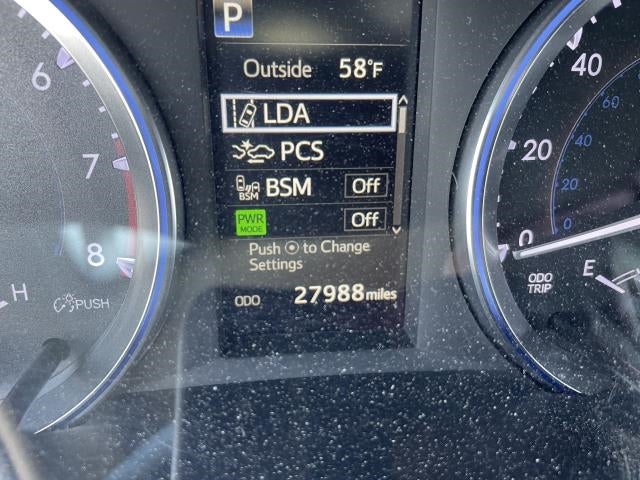 P
Outside 58°F
LDA
PCS
BSM BSM Off
PWR MODE Off
Push ⊙ to Change
Settings
ODO 27988 miles
6
7
8
H
PUSH
40
20
0
60
40
20
0
ODO
TRIP
E